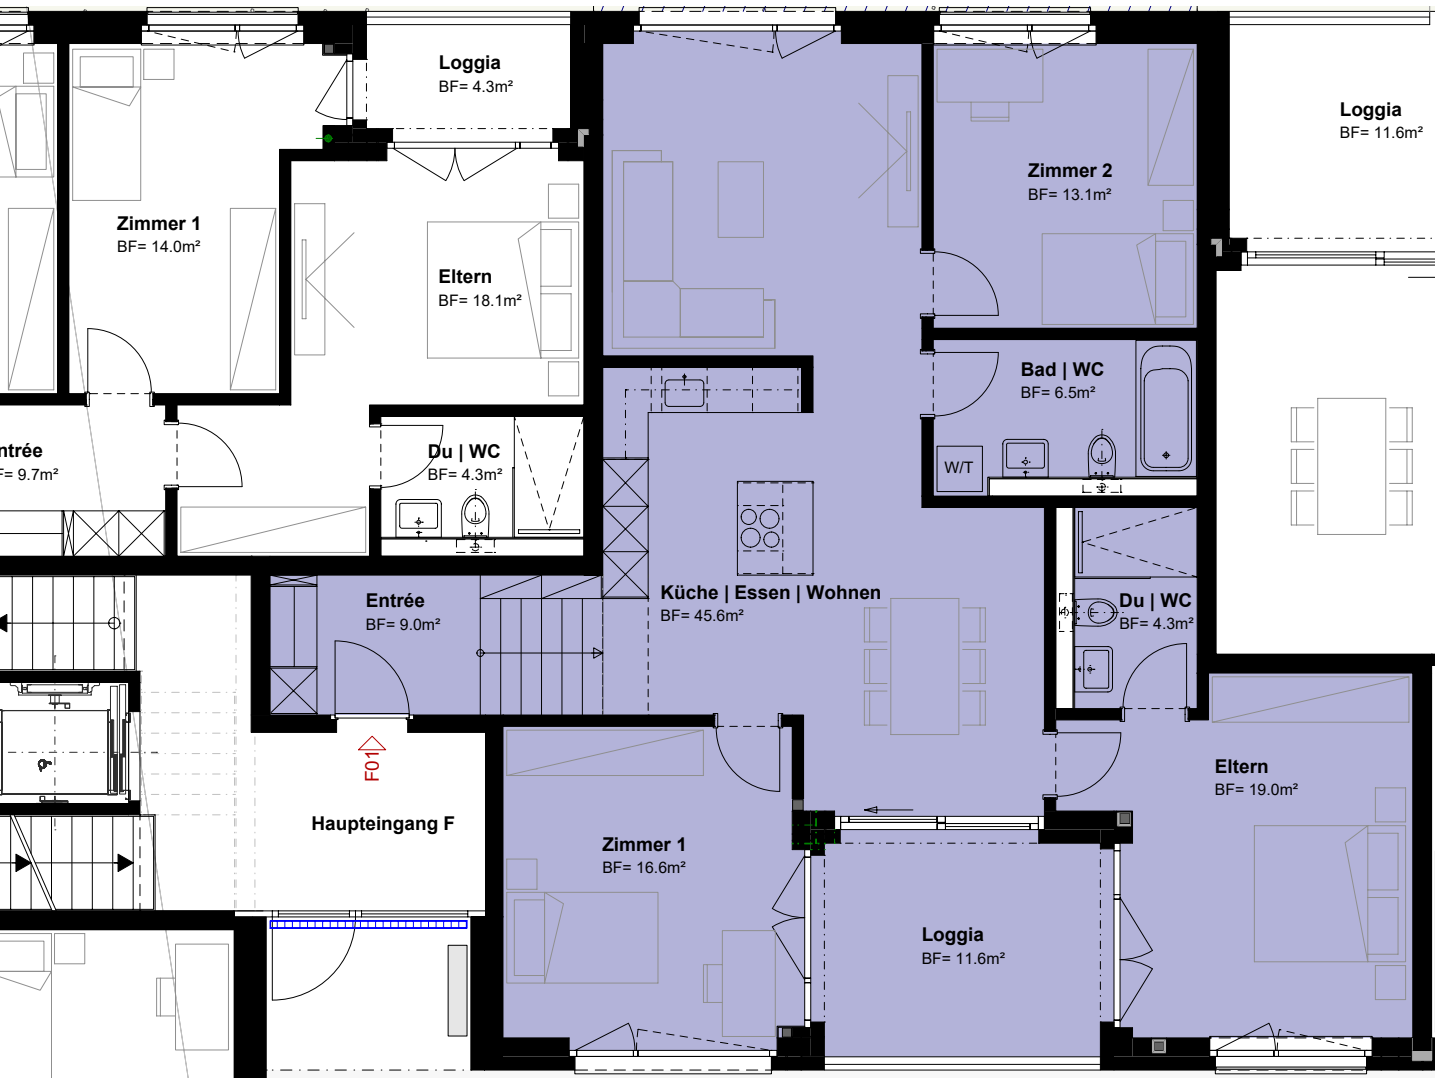 Loggia
BF= 4.3m²
Loggia
BF= 11.6m²
Zimmer 2
BF= 13.1m²
Zimmer 1
BF= 14.0m²
Eltern
BF= 18.1m²
Bad | WC
BF= 6.5m²
W/T
ntrée
F= 9.7m²
Du | WC
BF= 4.3m²
Entrée
BF= 9.0m²
Küche | Essen | Wohnen
BF= 45.6m²
Du | WC
BF= 4.3m²
F01
Haupteingang F
Eltern
BF= 19.0m²
Zimmer 1
BF= 16.6m²
Loggia
BF= 11.6m²